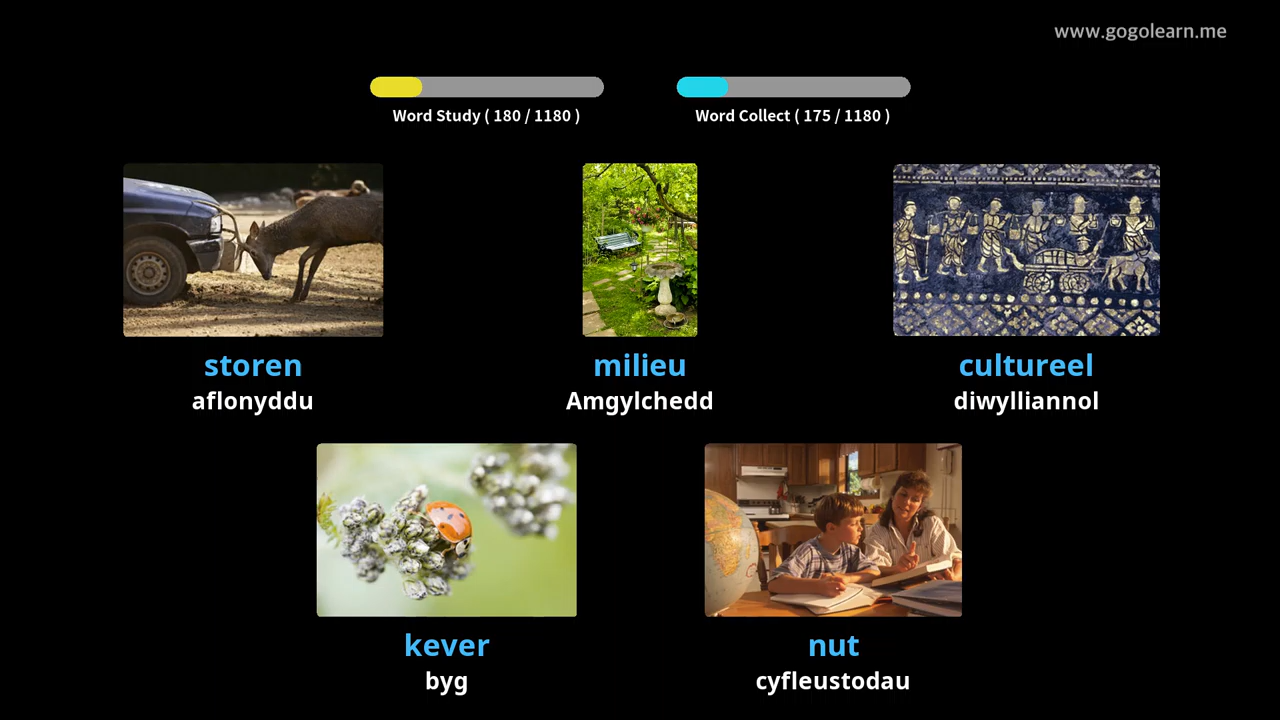 www.gogolearn.me
Word Study ( 180 / 1180 )
Word Collect ( 175 / 1180 )
storen
aflonyddu
milieu
Amgylchedd
cultureel
diwylliannol
kever
byg
nut
cyfleustodau